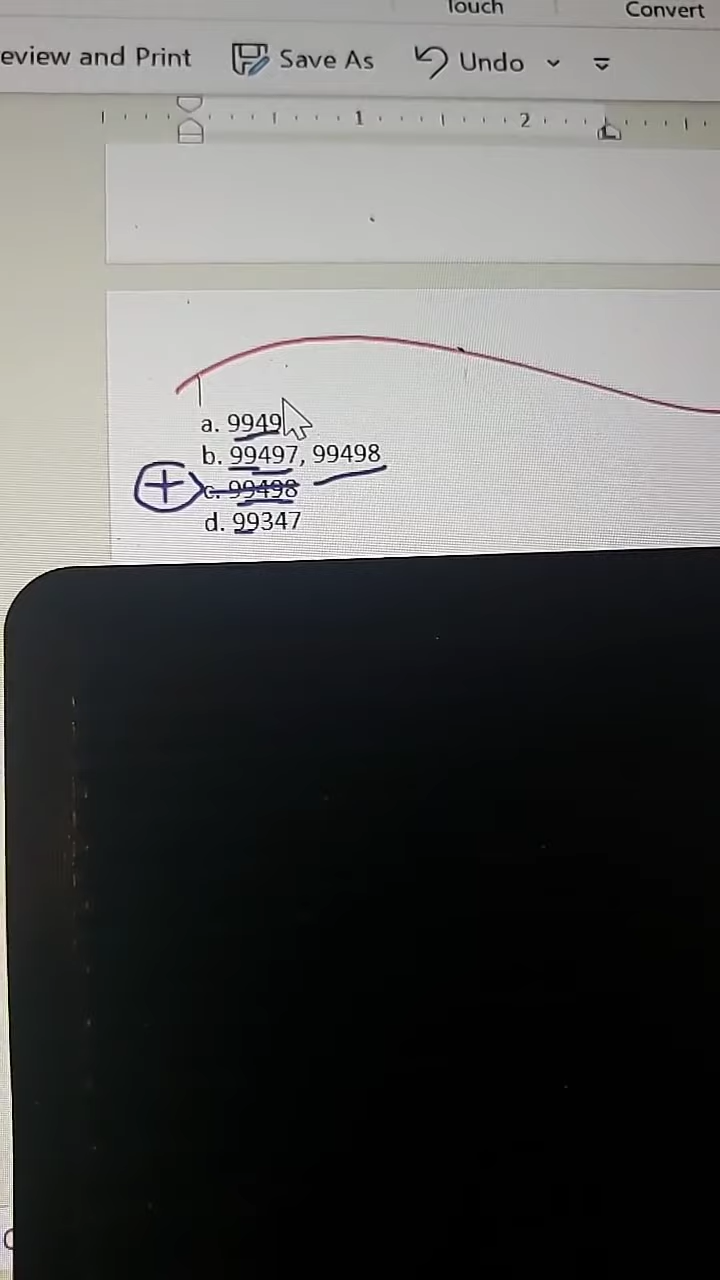 Touch Convert
eview and Print Save As Undo
1 2
a. 9949
b. 99497, 99498
c. 99498
d. 99347